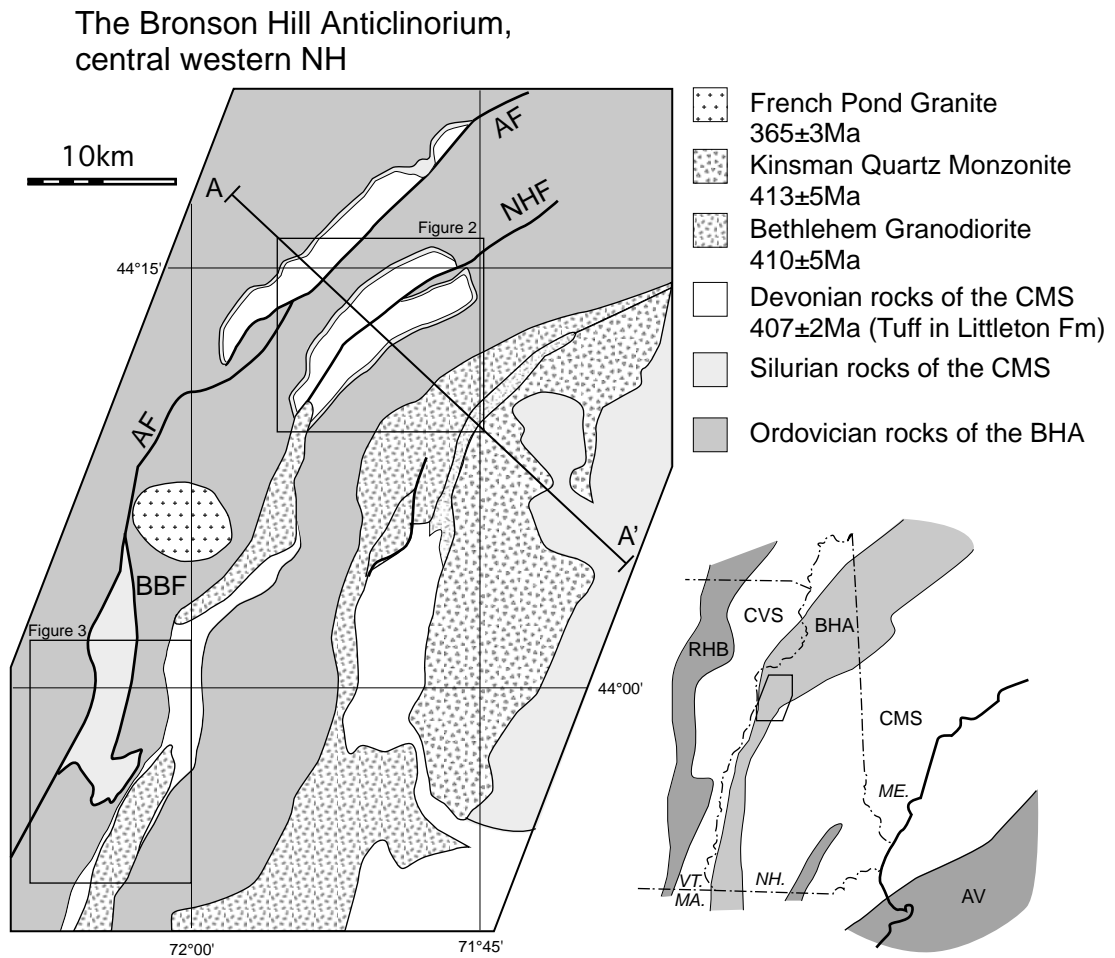 The Bronson Hill Anticlinorium,
central western NH
10km
A
AF
NHF
Figure 2
44°15'
AF
BBF
A'
Figure 3
44°00'
72°00'
71°45'
French Pond Granite
365±3Ma
Kinsman Quartz Monzonite
413±5Ma
Bethlehem Granodiorite
410±5Ma
Devonian rocks of the CMS
407±2Ma (Tuff in Littleton Fm)
Silurian rocks of the CMS
Ordovician rocks of the BHA
CVS
BHA
RHB
CMS
ME.
VT.
NH.
MA.
AV